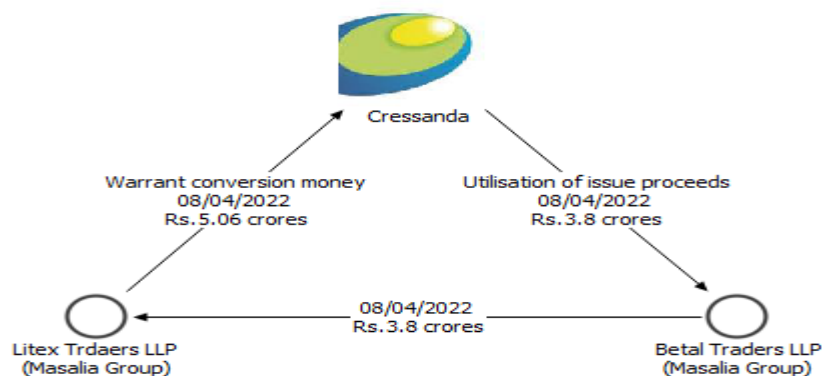 Cressanda
Warrant conversion money
08/04/2022
Rs.5.06 crores
Utilisation of issue proceeds
08/04/2022
Rs.3.8 crores
08/04/2022
Rs.3.8 crores
Litex Trdaers LLP
(Masalia Group)
Betal Traders LLP
(Masalia Group)